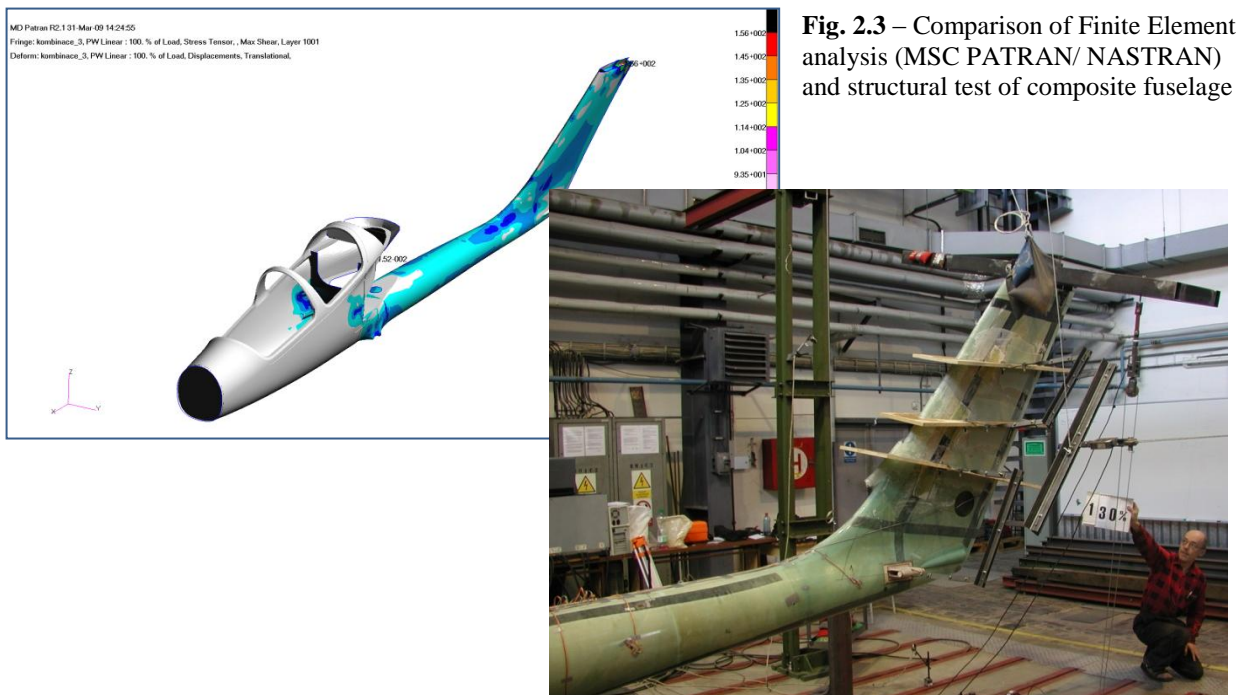 MD Patran R2.1 31-Mar-09 14:24:55
Fringe: kombinace_3, PW Linear : 100. % of Load, Stress Tensor, , Max Shear, Layer 1001
Deform: kombinace_3, PW Linear : 100. % of Load, Displacements, Translational,
1.56+002
1.45+002
1.35+002
1.25+002
1.14+002
1.04+002
9.35+001
Z
X
Y
Fig. 2.3 – Comparison of Finite Element
analysis (MSC PATRAN/ NASTRAN)
and structural test of composite fuselage
H
130%